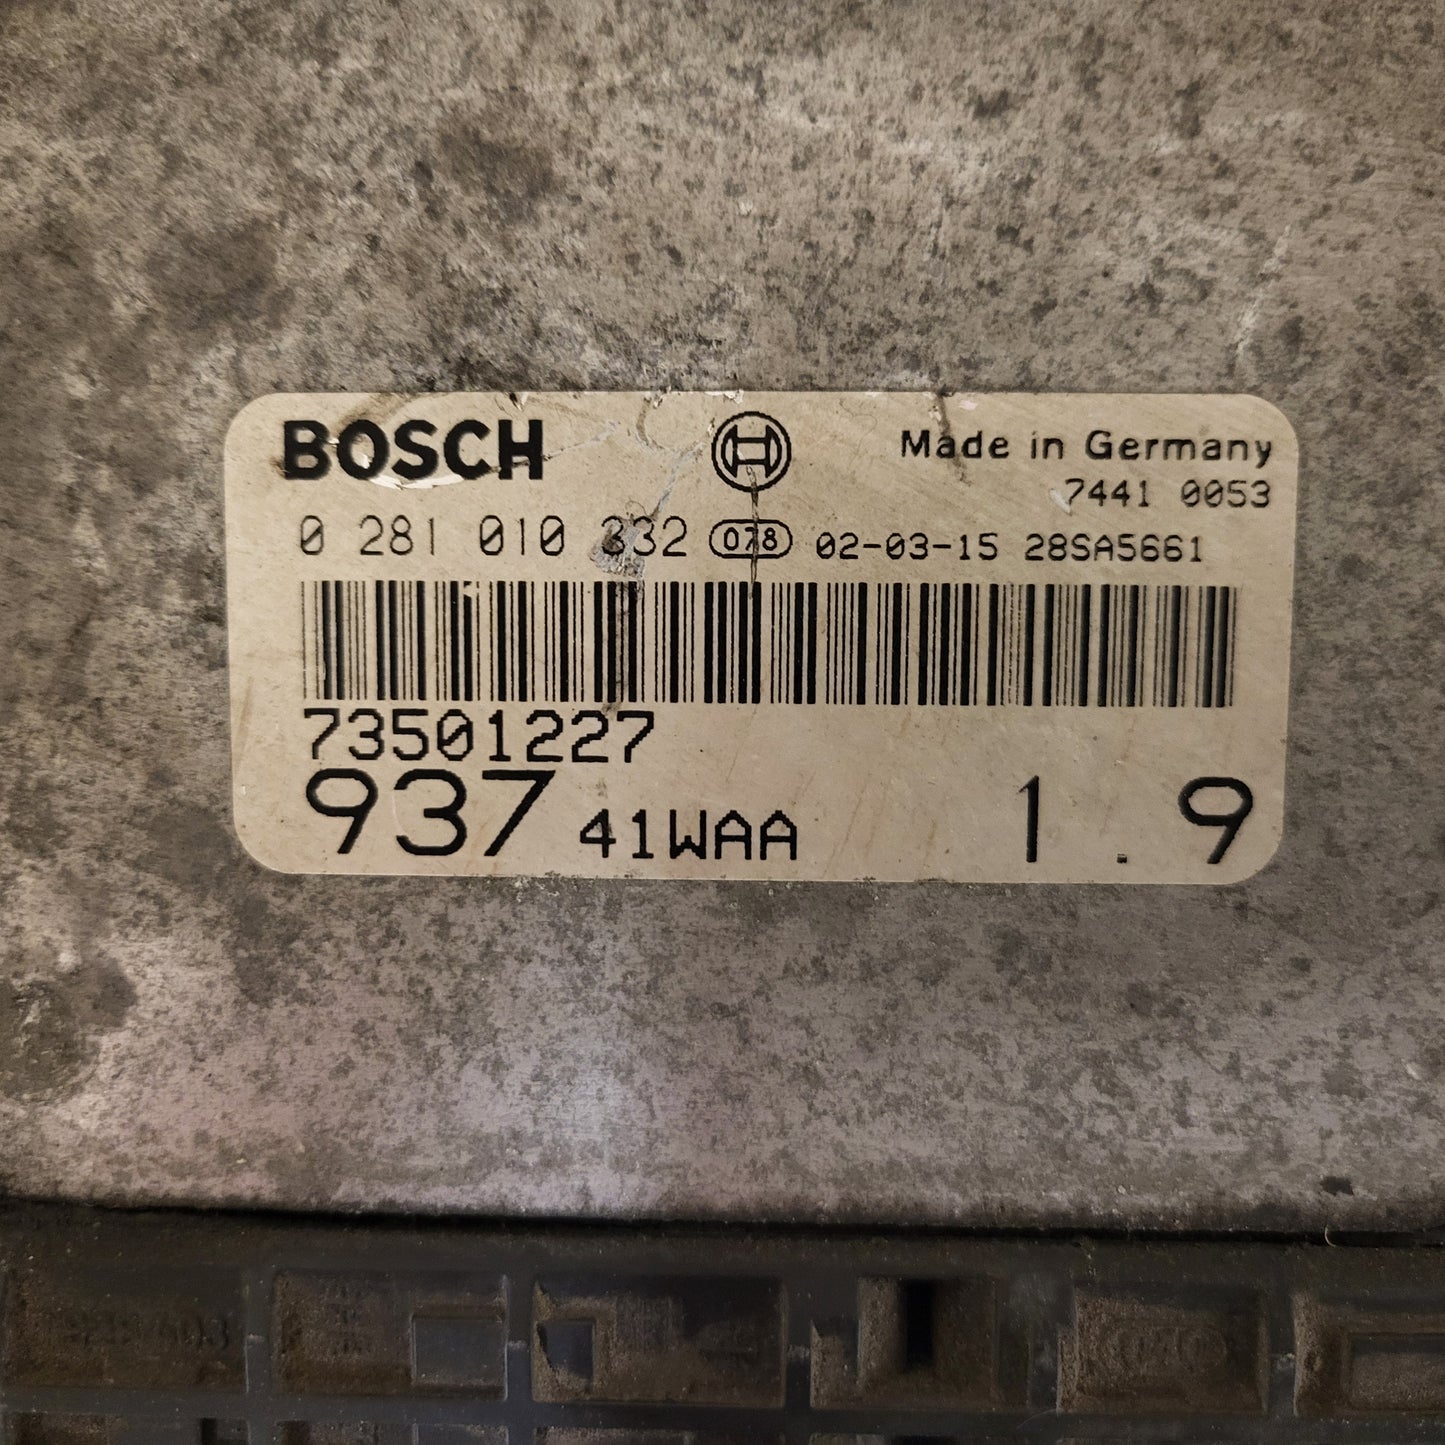 BOSCH
Made in Germany
7441 0053
0 281 010 332 078 02-03-15 28SA5661
73501227
937 41WAA 1.9